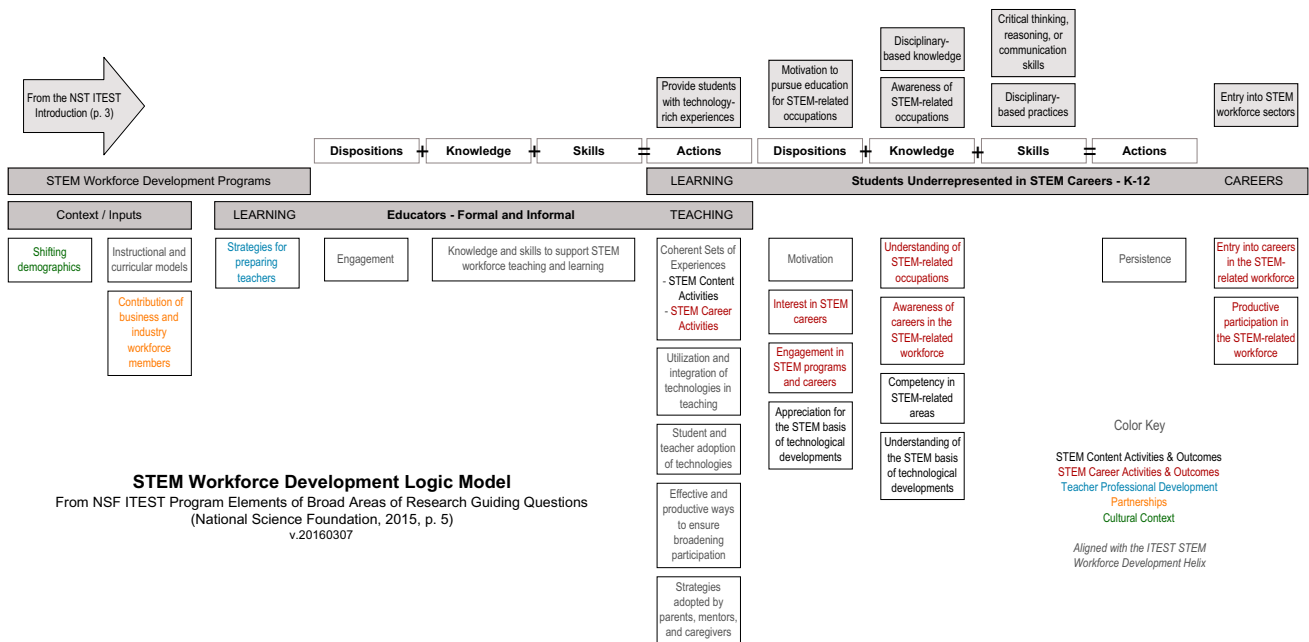 From the NST ITEST
Introduction (p. 3)
Provide students
with technology-
rich experiences
Motivation to
pursue education
for STEM-related
occupations
Disciplinary-
based knowledge
Awareness of
STEM-related
occupations
Critical thinking,
reasoning, or
communication
skills
Disciplinary-
based practices
Entry into STEM
workforce sectors
Dispositions + Knowledge + Skills = Actions Dispositions + Knowledge + Skills = Actions
STEM Workforce Development Programs
LEARNING Students Underrepresented in STEM Careers - K-12 CAREERS
Context / Inputs
LEARNING Educators - Formal and Informal TEACHING
Shifting
demographics
Instructional and
curricular models
Contribution of
business and
industry
workforce
members
Strategies for
preparing
teachers
Engagement
Knowledge and skills to support STEM
workforce teaching and learning
Coherent Sets of
Experiences
- STEM Content
Activities
- STEM Career
Activities
Utilization and
integration of
technologies in
teaching
Student and
teacher adoption
of technologies
Effective and
productive ways
to ensure
broadening
participation
Strategies
adopted by
parents, mentors,
and caregivers
Motivation
Interest in STEM
careers
Engagement in
STEM programs
and careers
Appreciation for
the STEM basis
of technological
developments
Understanding of
STEM-related
occupations
Awareness of
careers in the
STEM-related
workforce
Competency in
STEM-related
areas
Understanding of
the STEM basis
of technological
developments
Persistence
Entry into careers
in the STEM-
related workforce
Productive
participation in
the STEM-related
workforce
STEM Workforce Development Logic Model
From NSF ITEST Program Elements of Broad Areas of Research Guiding Questions
(National Science Foundation, 2015, p. 5)
v.20160307
Color Key
STEM Content Activities & Outcomes
STEM Career Activities & Outcomes
Teacher Professional Development
Partnerships
Cultural Context
Aligned with the ITEST STEM
Workforce Development Helix